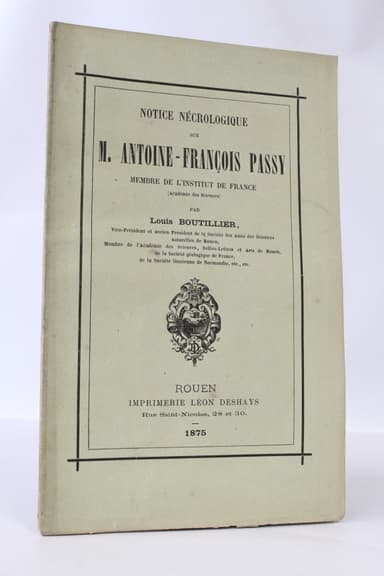 NOTICE NÉCROLOGIQUE
SUR
M. ANTOINE-FRANÇOIS PASSY
MEMBRE DE L'INSTITUT DE FRANCE
(Académie des Sciences)
PAR
Louis BOUTILLIER,
Vice-Président et ancien Président de la Société des Amis des Sciences
Naturelles de Rouen,
Membre de l'Académie des Sciences, Belles-Lettres et Arts de Rouen,
de la Société géologique de France,
de la Société linnéenne de Normandie, etc., etc.
ROUEN
IMPRIMERIE LÉON DESHAYS
Rue Saint-Nicolas, 28 et 30.
1875